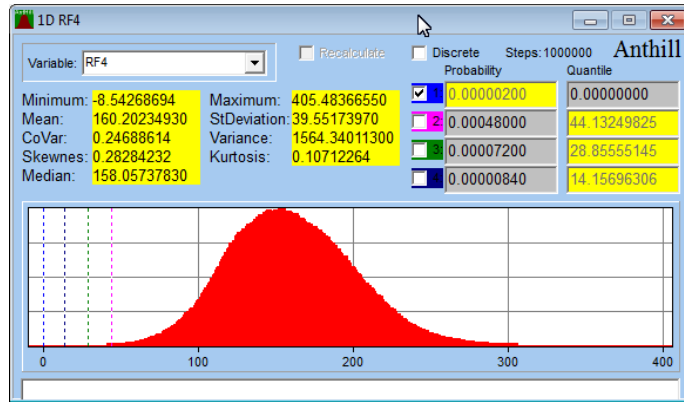 1D RF4
Variable: RF4
Recalculate
Discrete Steps:1000000 Anthill
Probability Quantile
Minimum: -8.54268694 Maximum: 405.48366550
Mean: 160.20234930 StDeviation: 39.55173970
CoVar: 0.24688614 Variance: 1564.34011300
Skewnes: 0.28284232 Kurtosis: 0.10712264
Median: 158.05737830
1 0.00000200 0.00000000
2 0.00048000 44.13249825
3 0.00007200 28.85555145
4 0.00000840 14.15696306
0 100 200 300 400